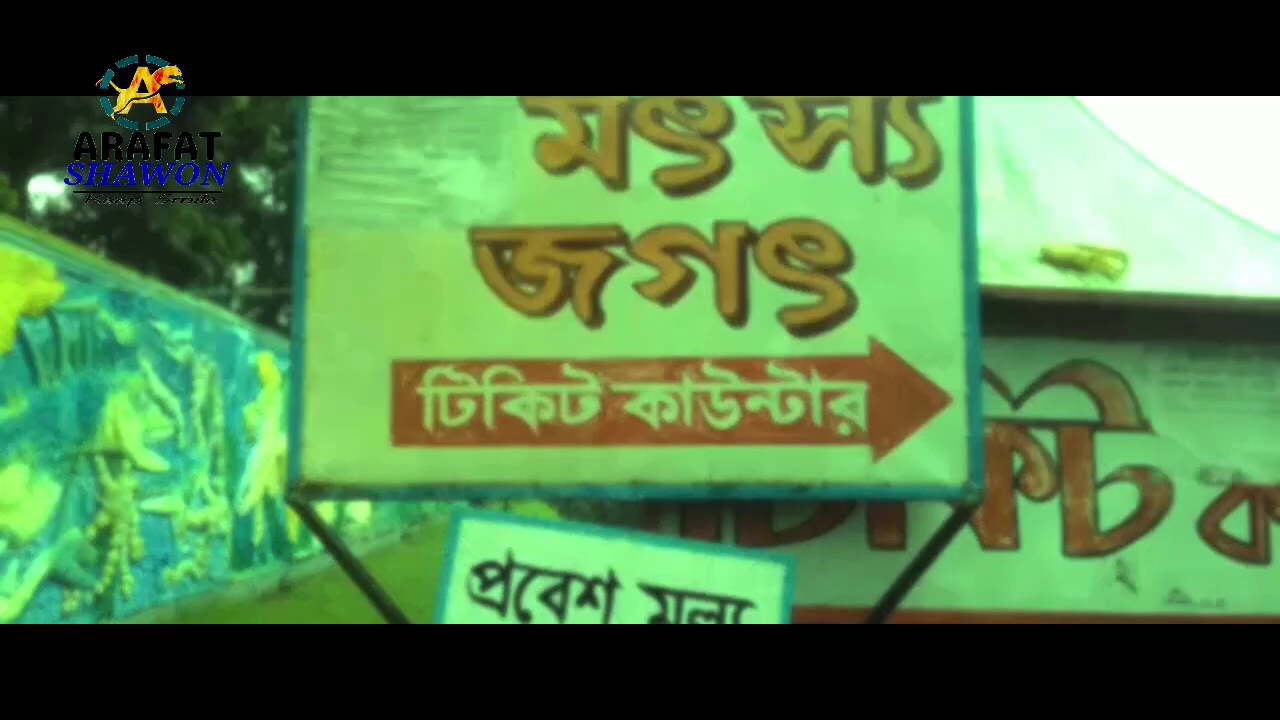 ARAFAT
SHAWON
মৎস্য
জগৎ
টিকিট কাউন্টার
প্রবেশ মূল্য